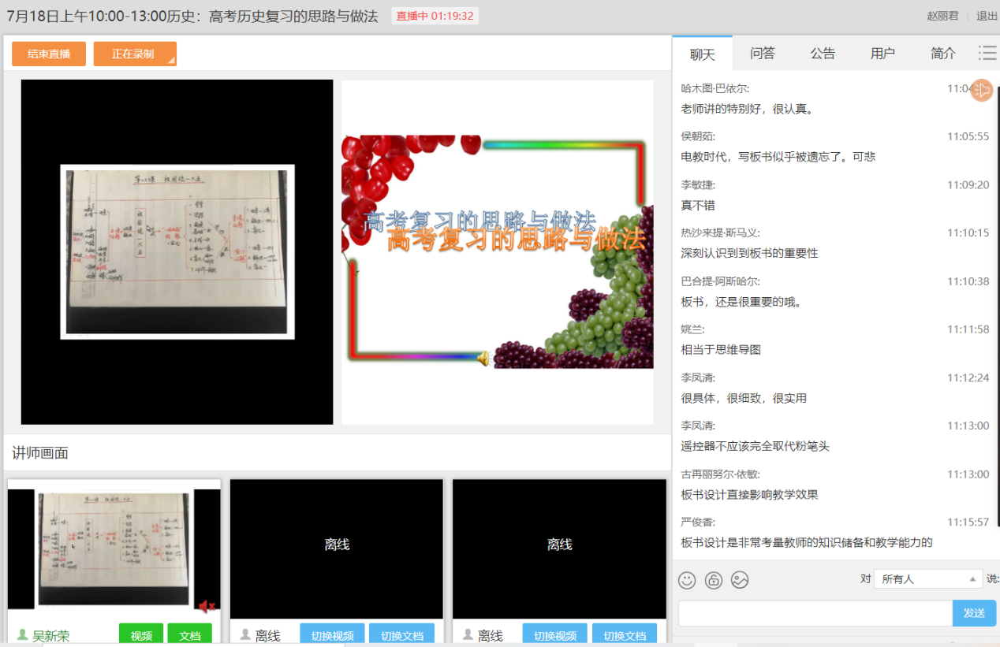 7月18日上午10:00-13:00历史：高考历史复习的思路与做法
直播中 01:19:32
赵丽君
退出
结束直播
正在录制
高考复习的思路与做法
高考复习的思路与做法
讲师画面
离线
离线
吴新荣
视频
文档
离线
切换视频
切换文档
离线
切换视频
切换文档
聊天
问答
公告
用户
简介
哈木图·巴依尔:
老师讲的特别好，很认真。
侯朝茹: 11:05:55
电教时代，写板书似乎被遗忘了。可悲
李敏捷: 11:09:20
真不错
热沙来提·斯马义: 11:10:15
深刻认识到到板书的重要性
巴合提·阿斯哈尔: 11:10:38
板书，还是很重要的哦。
姚兰: 11:11:58
相当于思维导图
李凤清: 11:12:24
很具体，很细致，很实用
李凤清: 11:13:00
遥控器不应该完全取代粉笔头
古再丽努尔·依敏: 11:13:00
板书设计直接影响教学效果
严俊香: 11:15:57
板书设计是非常考量教师的知识储备和教学能力的
对 所有人 说:
发送